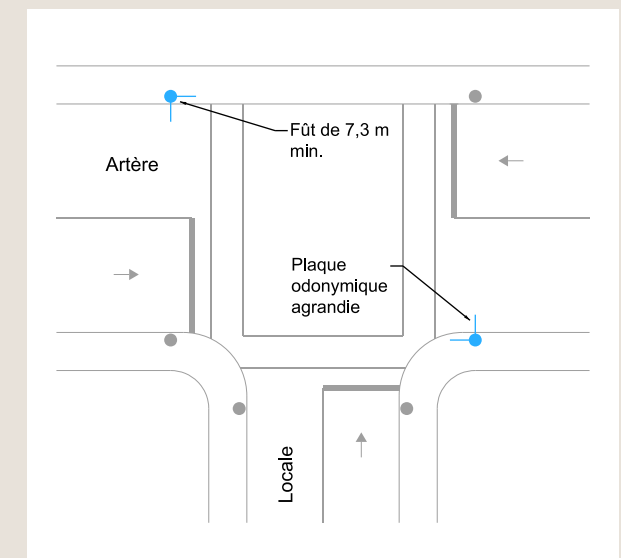 Fût de 7,3 m
min.
Artère
Plaque
odonymique
agrandie
Locale